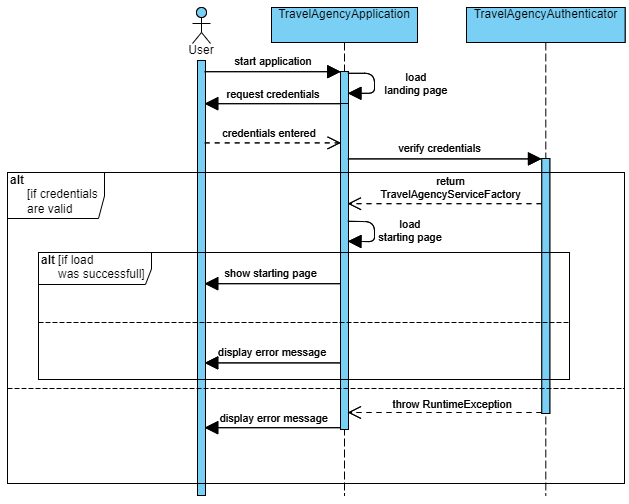 TravelAgencyApplication
TravelAgencyAuthenticator
User
start application
load
landing page
request credentials
credentials entered
verify credentials
alt
[if credentials
are valid
return
TravelAgencyServiceFactory
load
starting page
alt [if load
was successfull]
show starting page
display error message
throw RuntimeException
display error message